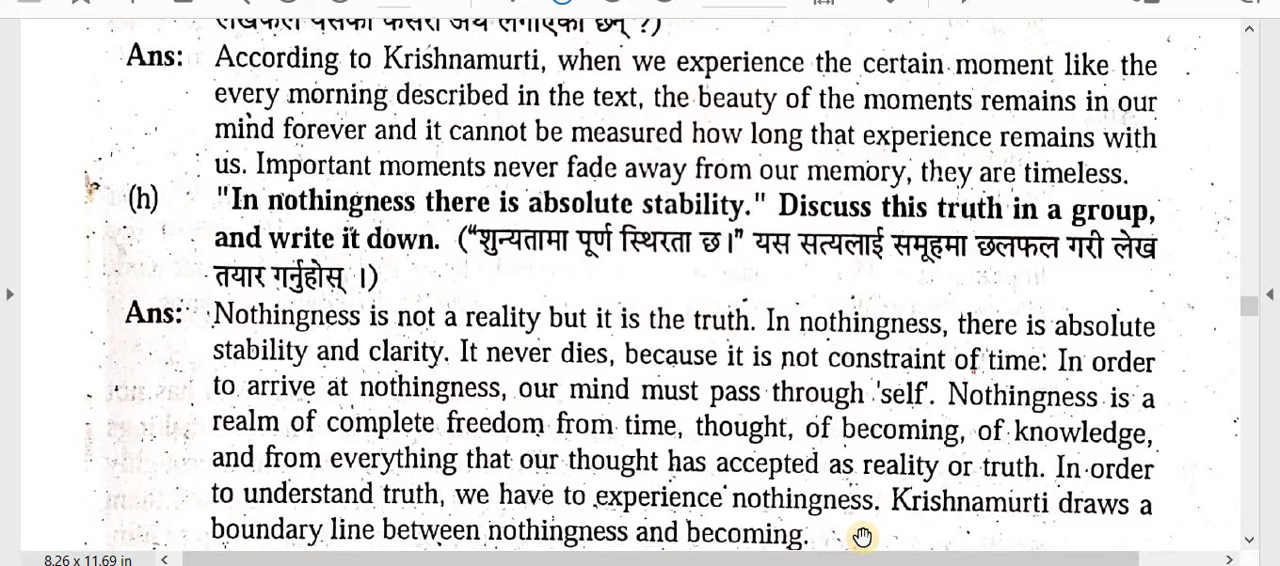 लेखकले यसको कसरी अर्थ लगाएका छन् ?)
Ans: According to Krishnamurti, when we experience the certain moment like the
every morning described in the text, the beauty of the moments remains in our
mind forever and it cannot be measured how long that experience remains with
us. Important moments never fade away from our memory, they are timeless.
(h) "In nothingness there is absolute stability." Discuss this truth in a group,
and write it down. ("शुन्यतामा पूर्ण स्थिरता छ।" यस सत्यलाई समूहमा छलफल गरी लेख
तयार गर्नुहोस् ।)
Ans: Nothingness is not a reality but it is the truth. In nothingness, there is absolute
stability and clarity. It never dies, because it is not constraint of time: In order
to arrive at nothingness, our mind must pass through 'self'. Nothingness is a
realm of complete freedom from time, thought, of becoming, of knowledge,
and from everything that our thought has accepted as reality or truth. In order
to understand truth, we have to experience nothingness. Krishnamurti draws a
boundary line between nothingness and becoming.
8.26 x 11.69 in